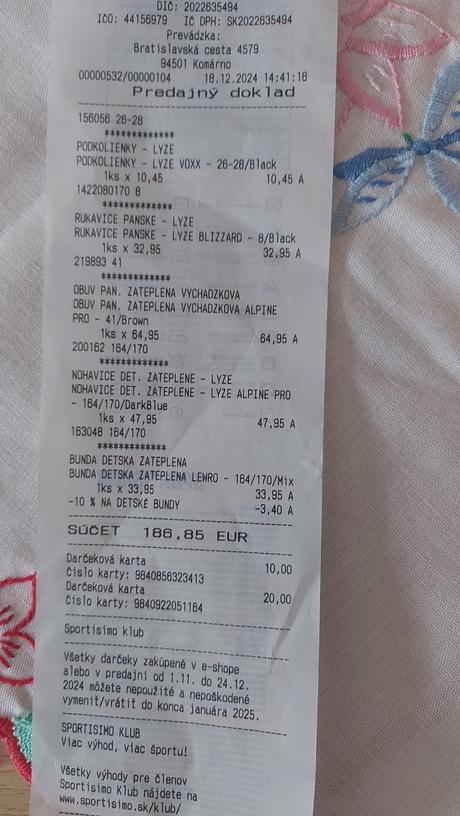 DIČ: 2022635494
IČO: 44156979 IČ DPH: SK2022635494
Prevádzka:
Bratislavská cesta 4579
94501 Komárno
00000532/00000104 18.12.2024 14:41:18
Predajný doklad
156056 26-28
*************
PODKOLIENKY - LYZE
PODKOLIENKY - LYZE VOXX - 26-28/Black
1ks x 10,45 10,45 A
1422080170 8
*************
RUKAVICE PANSKE - LYZE
RUKAVICE PANSKE - LYZE BLIZZARD - 8/Black
1ks x 32,95 32,95 A
219893 41
*************
OBUV PAN. ZATEPLENA VYCHADZKOVA
OBUV PAN. ZATEPLENA VYCHADZKOVA ALPINE
PRO - 41/Brown
1ks x 64,95 64,95 A
200162 164/170
*************
NOHAVICE DET. ZATEPLENE - LYZE
NOHAVICE DET. ZATEPLENE - LYZE ALPINE PRO
- 164/170/DarkBlue
1ks x 47,95 47,95 A
163048 164/170
*************
BUNDA DETSKA ZATEPLENA
BUNDA DETSKA ZATEPLENA LEWRO - 164/170/Mix
1ks x 33,95 33,95 A
-10 % NA DETSKÉ BUNDY -3,40 A
SÚČET 186,85 EUR
Darčeková karta 10,00
Číslo karty: 9840856323413
Darčeková karta 20,00
Číslo karty: 9840922051164
Sportisimo klub
Všetky darčeky zakúpené v e-shope
alebo v predajni od 1.11. do 24.12.
2024 môžete nepoužité a nepoškodené
vymeniť/vrátiť do konca januára 2025.
SPORTISIMO KLUB
Viac výhod, viac športu!
Všetky výhody pre členov
Sportisimo Klub nájdete na
www.sportisimo.sk/klub/